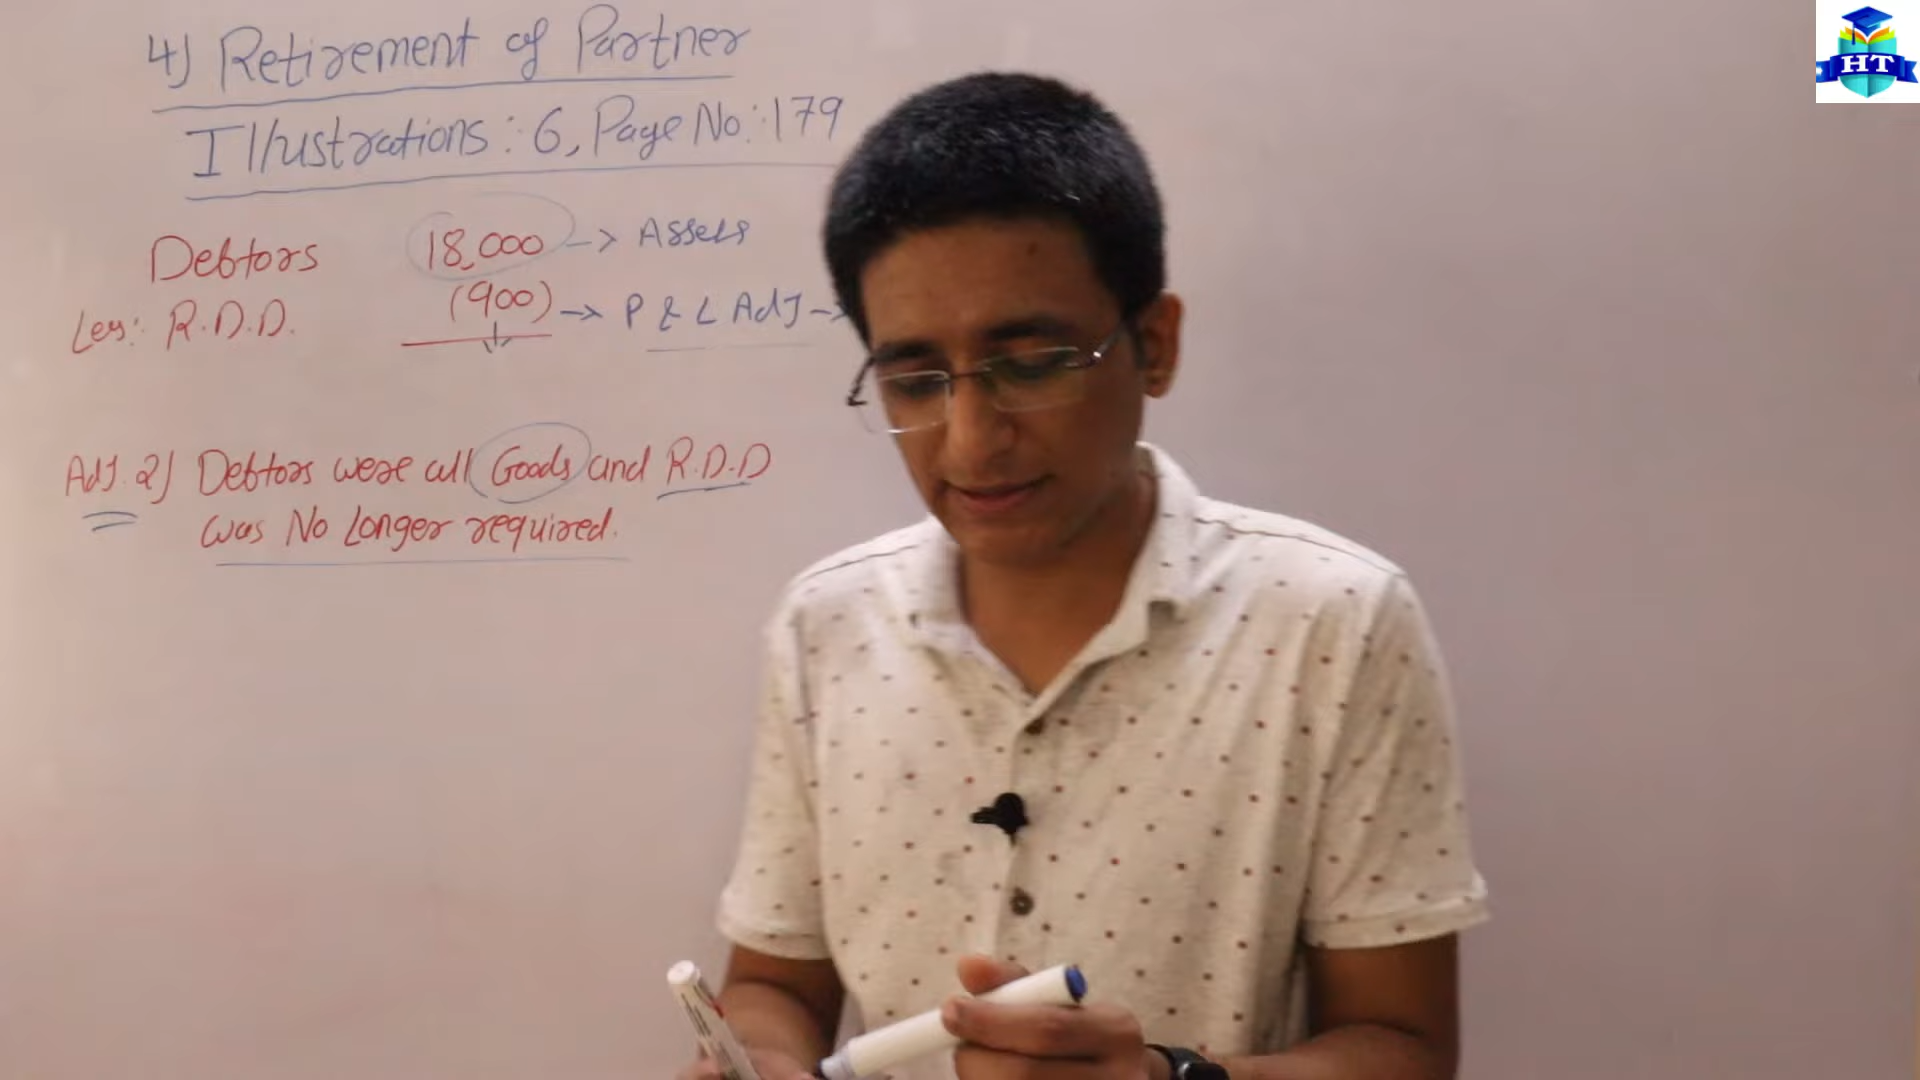 4) Retirement of Partner
Illustrations: 6, Page No: 179
Debtors 18,000 -> Assets
Les: R.D.D. (900) -> P & L AdJ ->
AdJ. 2) Debtors were all Goods and R.D.D
was No Longer required.
HT